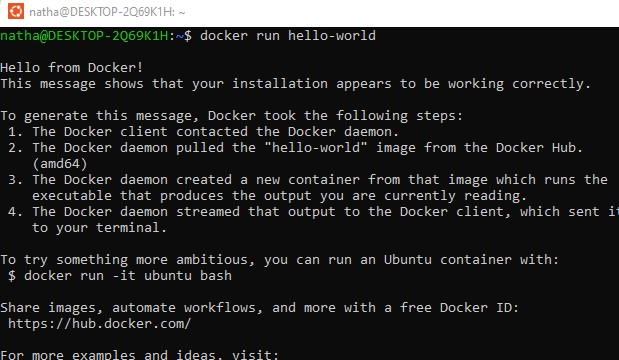 natha@DESKTOP-2Q69K1H: ~
natha@DESKTOP-2Q69K1H:~$ docker run hello-world
Hello from Docker!
This message shows that your installation appears to be working correctly.
To generate this message, Docker took the following steps:
1. The Docker client contacted the Docker daemon.
2. The Docker daemon pulled the "hello-world" image from the Docker Hub.
(amd64)
3. The Docker daemon created a new container from that image which runs the
executable that produces the output you are currently reading.
4. The Docker daemon streamed that output to the Docker client, which sent it
to your terminal.
To try something more ambitious, you can run an Ubuntu container with:
$ docker run -it ubuntu bash
Share images, automate workflows, and more with a free Docker ID:
https://hub.docker.com/
For more examples and ideas, visit: